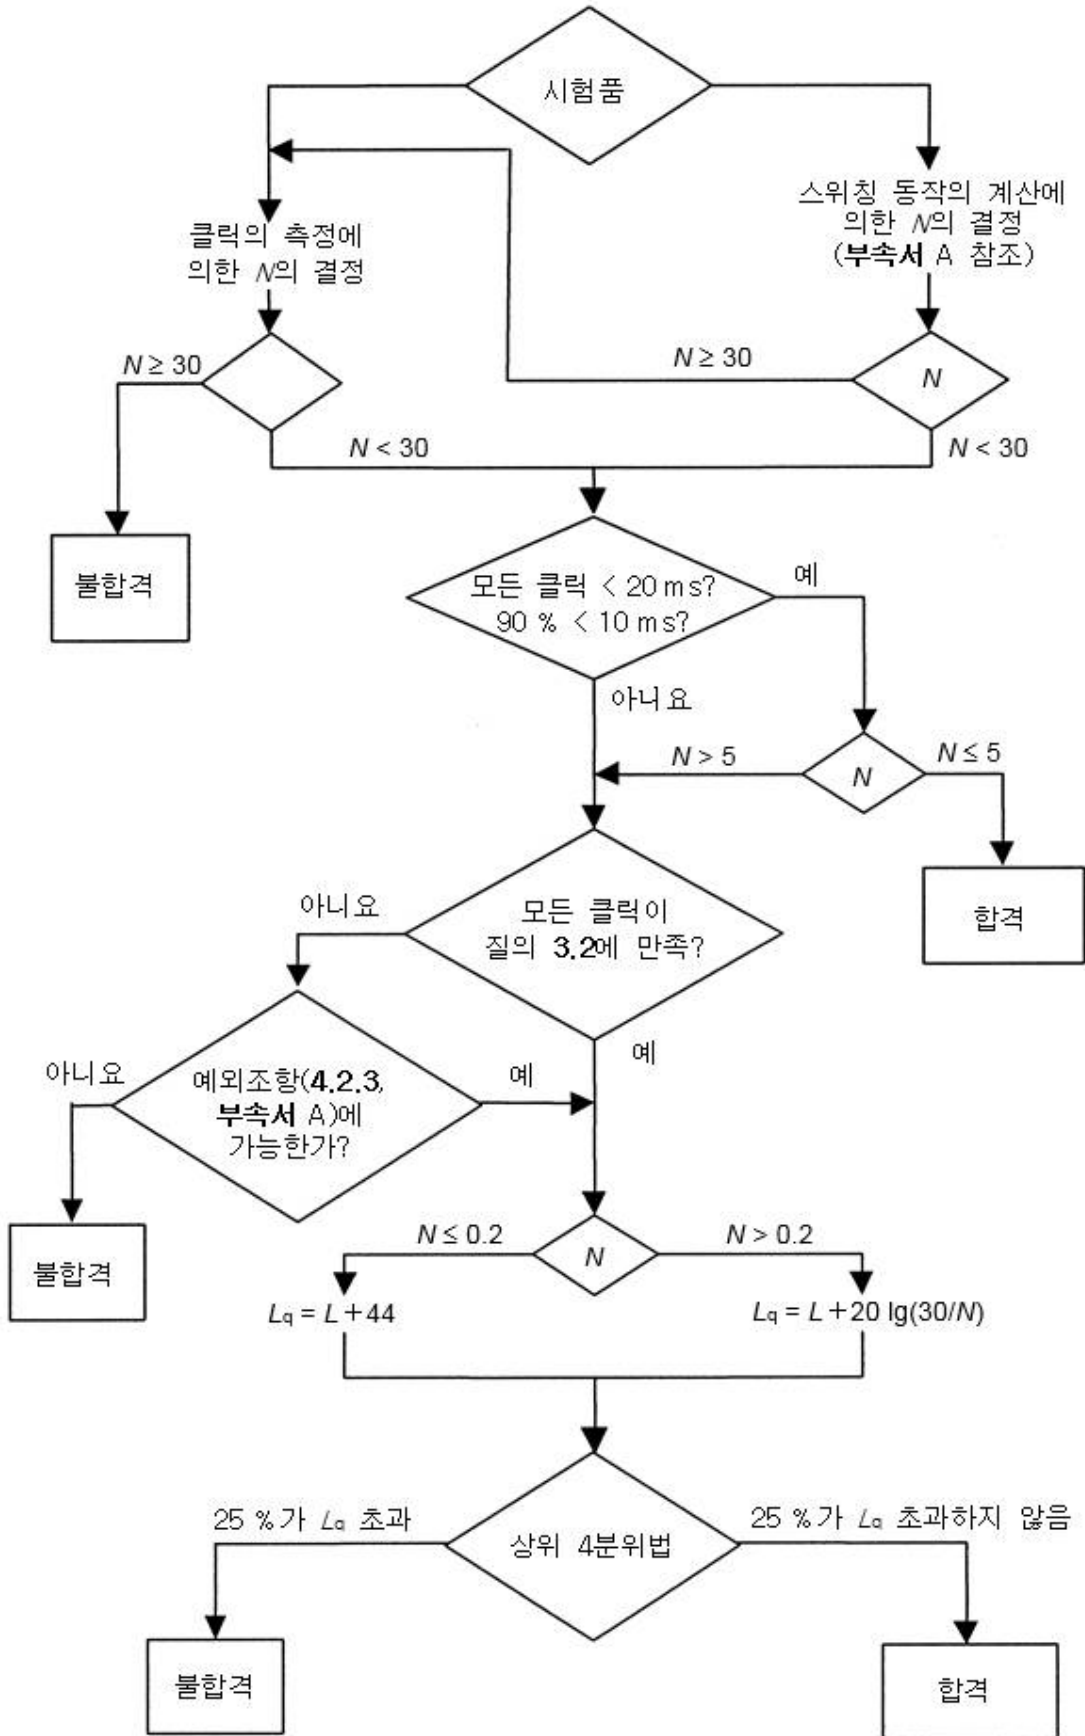 시험품
스위칭 동작의 계산에
의한 N의 결정
(부속서 A 참조)
클릭의 측정에
의한 N의 결정
N ≥ 30
N ≥ 30
N
N < 30
N < 30
불합격
모든 클릭 < 20 ms?
90 % < 10 ms?
예
아니요
N > 5
N
N ≤ 5
합격
아니요
모든 클릭이
질의 3.2에 만족?
예
아니요
예외조항(4.2.3,
부속서 A)에
가능한가?
예
불합격
N ≤ 0.2
N
N > 0.2
Lq = L+44
Lq = L+20 lg(30/N)
25 %가 Lq 초과
상위 4분위법
25 %가 Lq 초과하지 않음
불합격
합격